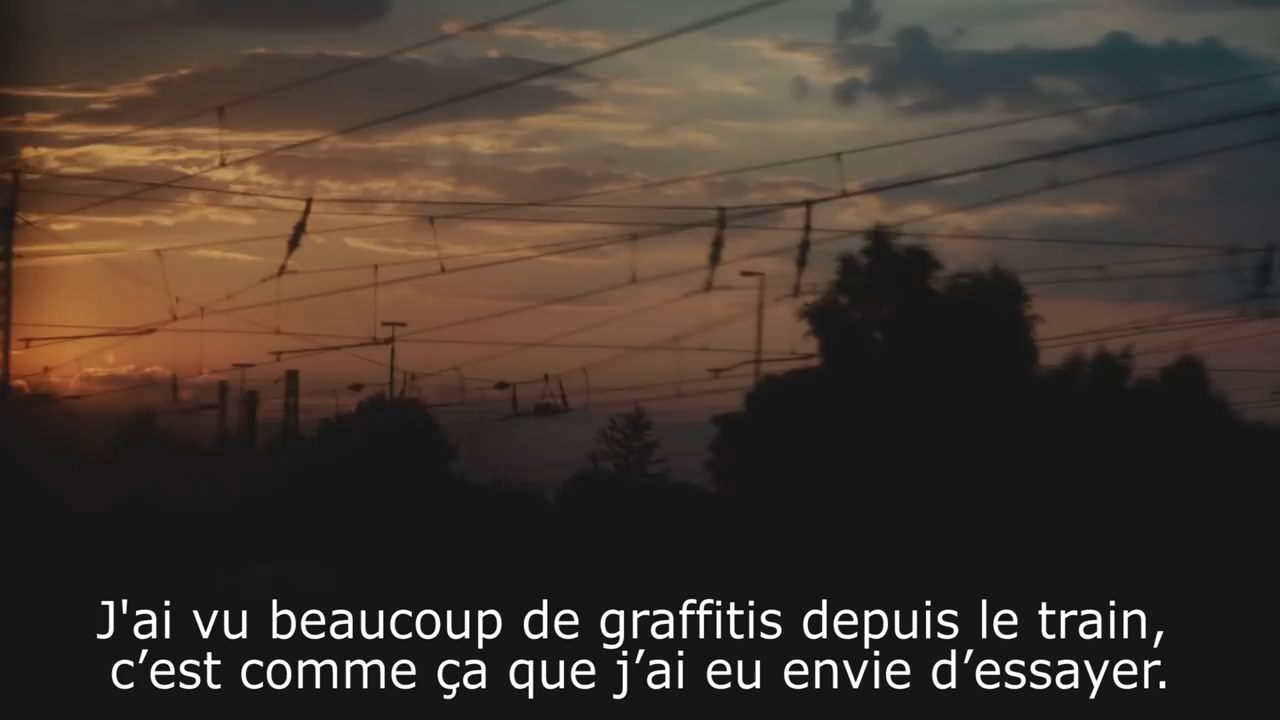 J'ai vu beaucoup de graffitis depuis le train,
c’est comme ça que j’ai eu envie d’essayer.